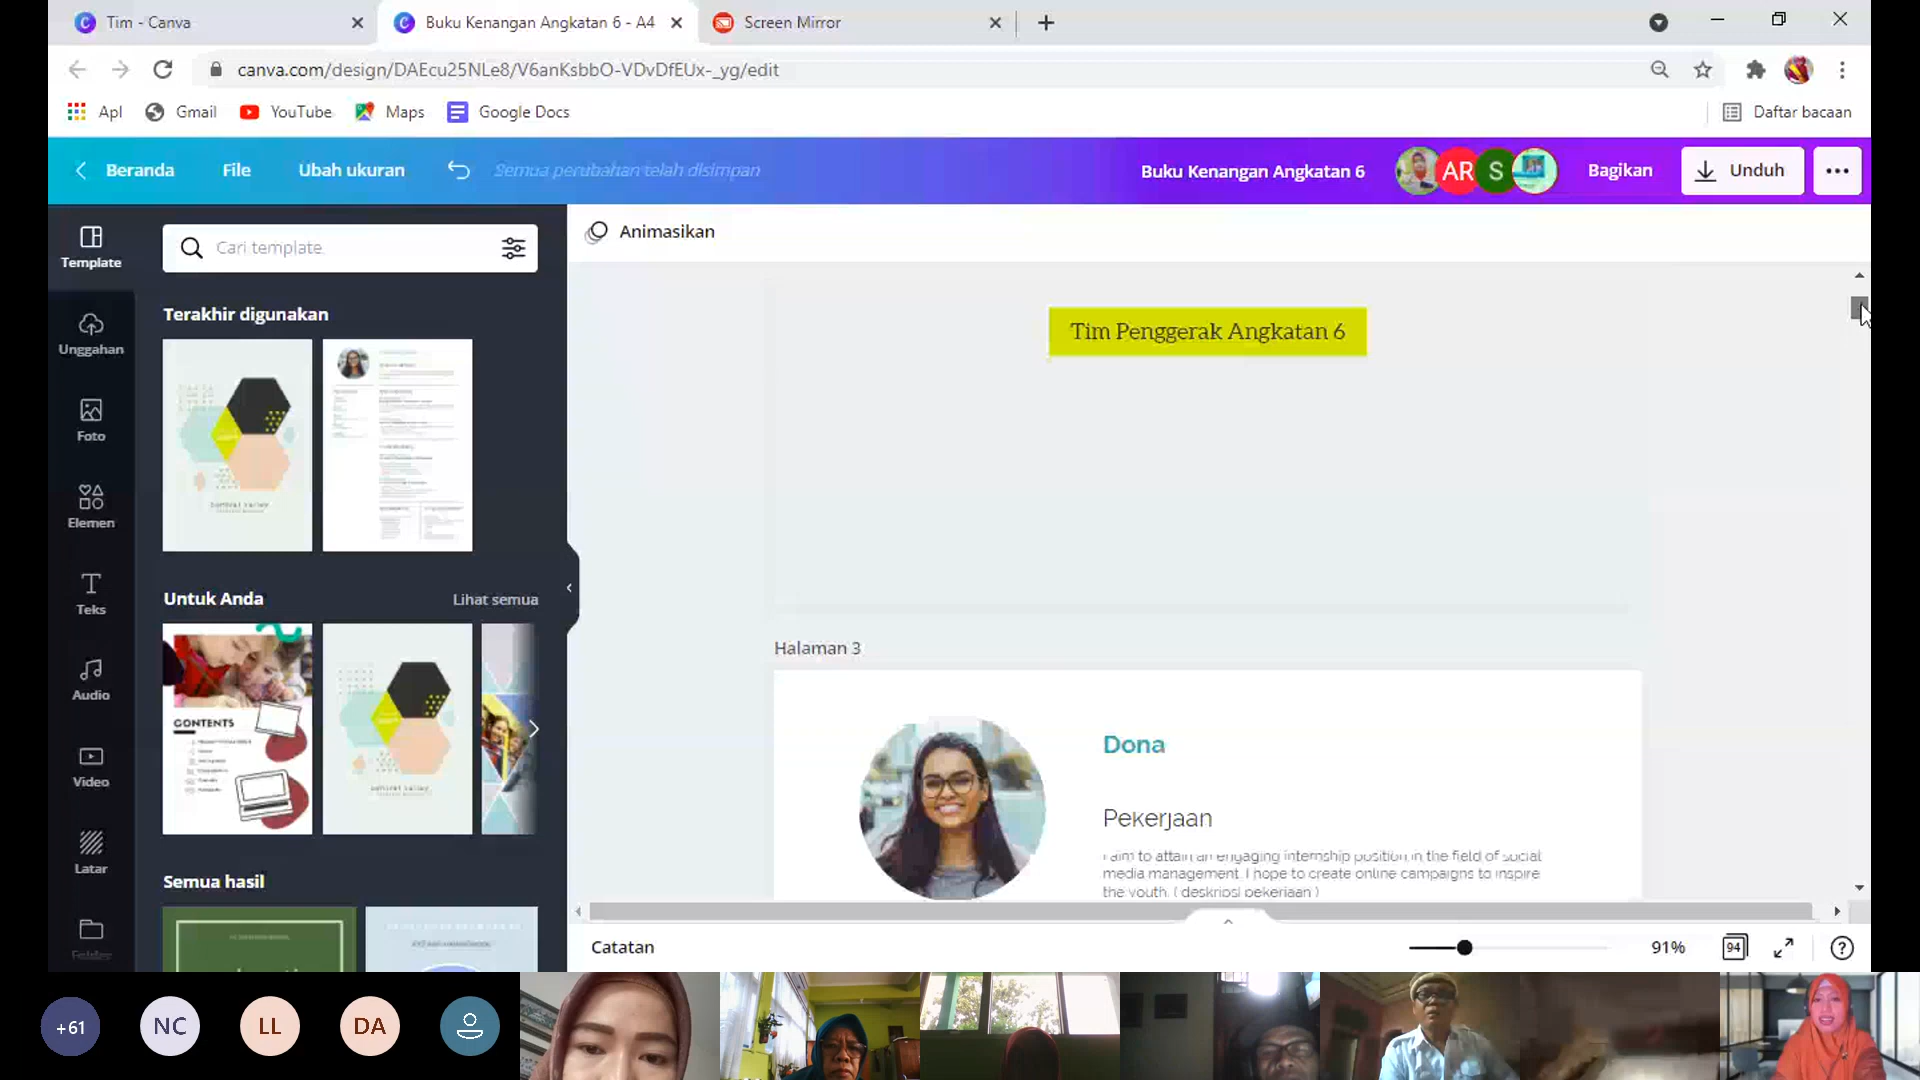 Tim - Canva
Buku Kenangan Angkatan 6 - A4
Screen Mirror
canva.com/design/DAEcu25NLe8/V6anKsbbO-VDvDfEUx-_yg/edit
Apl
Gmail
YouTube
Maps
Google Docs
Daftar bacaan
Beranda
File
Ubah ukuran
Semua perubahan telah disimpan
Buku Kenangan Angkatan 6
AR
S
Bagikan
Unduh
Template
Cari template
Animasikan
Unggahan
Foto
Elemen
Teks
Audio
Video
Latar
Folder
Terakhir digunakan
Untuk Anda
Lihat semua
CONTENTS
Semua hasil
Tim Penggerak Angkatan 6
Halaman 3
Dona
Pekerjaan
I aim to attain an engaging internship position in the field of social
media management. I hope to create online campaigns to inspire
the youth. ( deskripsi pekerjaan )
Catatan
91%
94
+61
NC
LL
DA